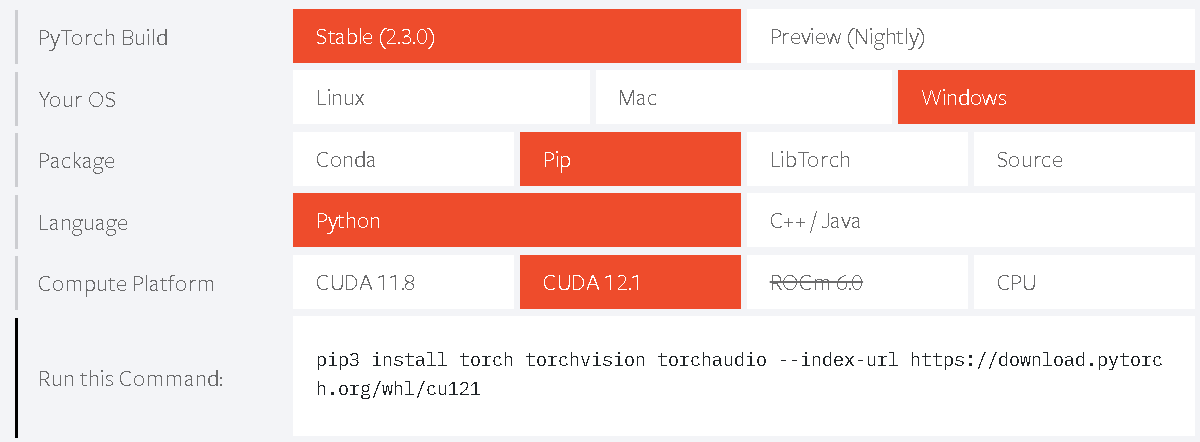 PyTorch Build
Stable (2.3.0)
Preview (Nightly)
Your OS
Linux
Mac
Windows
Package
Conda
Pip
LibTorch
Source
Language
Python
C++ / Java
Compute Platform
CUDA 11.8
CUDA 12.1
ROCm 6.0
CPU
Run this Command:
pip3 install torch torchvision torchaudio --index-url https://download.pytorc
h.org/whl/cu121